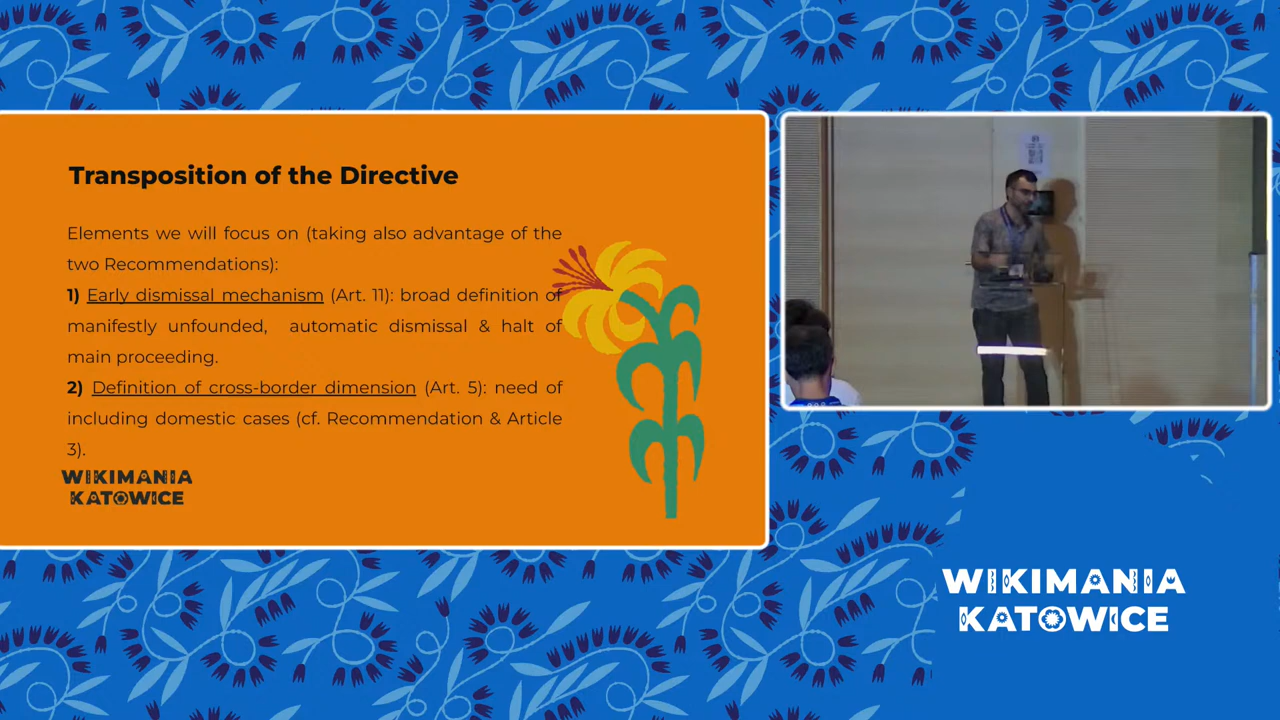 Transposition of the Directive
Elements we will focus on (taking also advantage of the
two Recommendations):
1) Early dismissal mechanism (Art. 11): broad definition of
manifestly unfounded, automatic dismissal & halt of
main proceeding.
2) Definition of cross-border dimension (Art. 5): need of
including domestic cases (cf. Recommendation & Article
3).
WIKIMANIA
KATOWICE
WIKIMANIA
KATOWICE